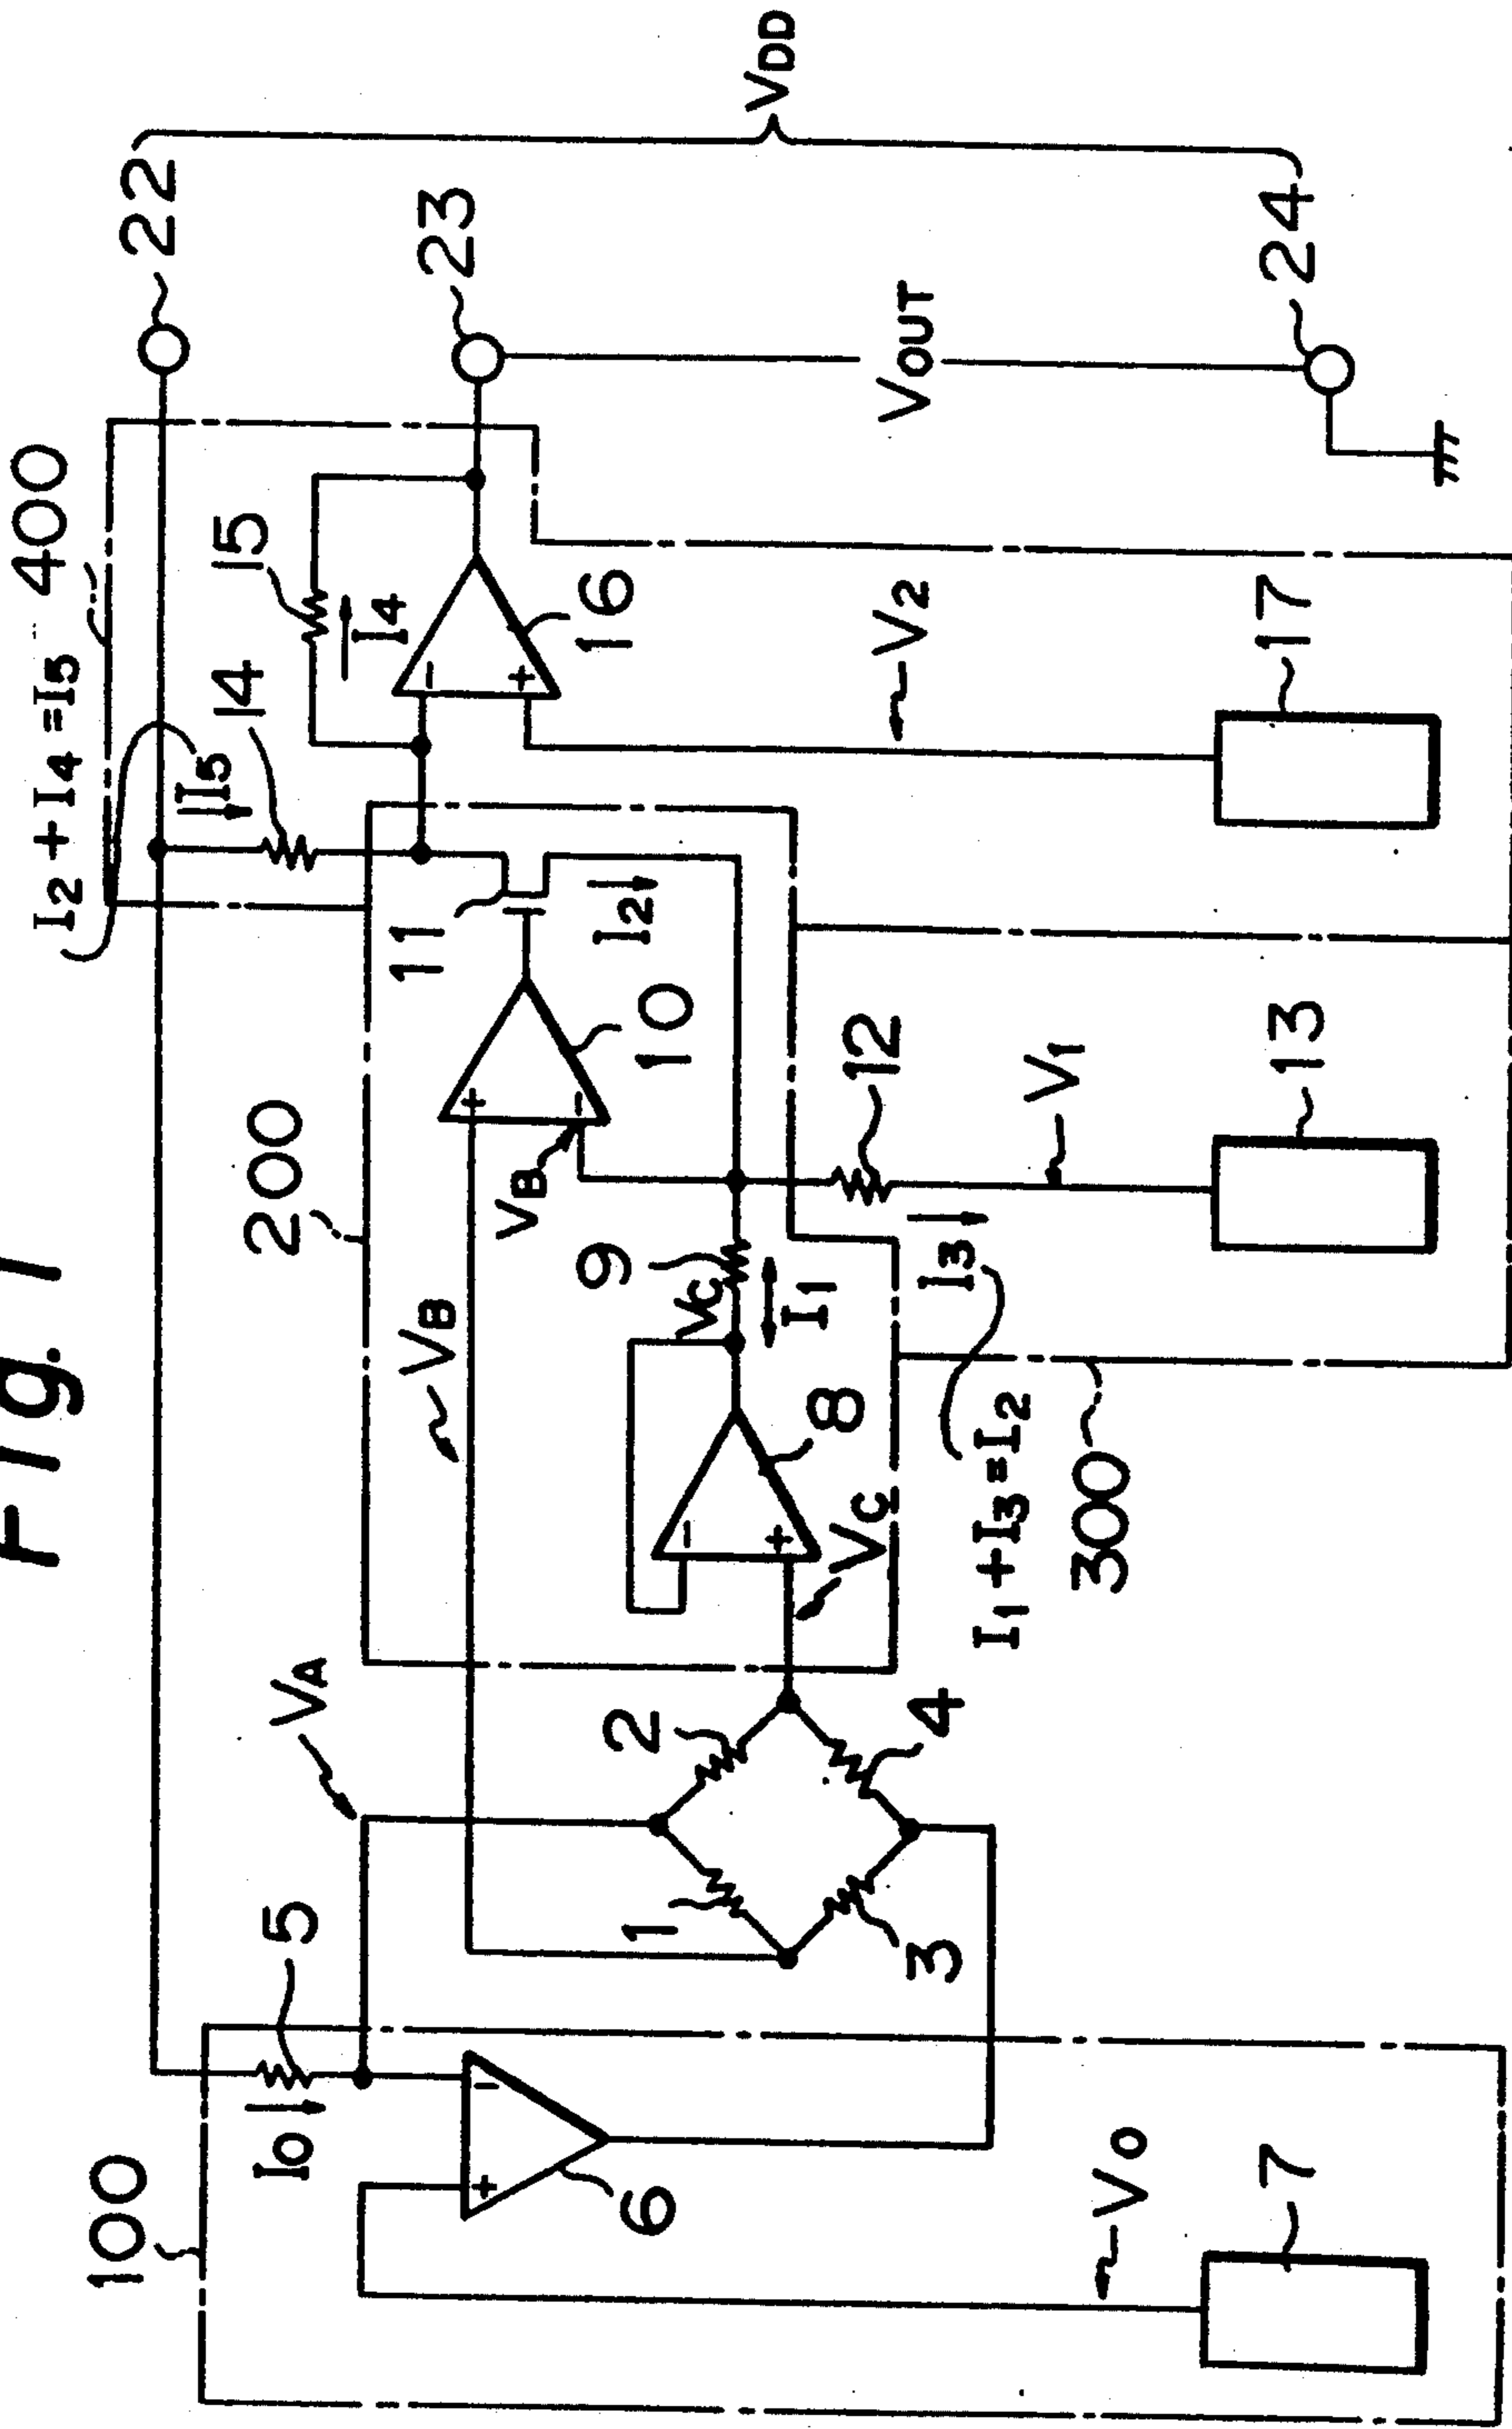 Fig. 1
I2 + I4 = I5
400
22
100
I0
5
VA
200
11
I5
14
15
I4
16
23
VDD
VB
VB
10
I2
6
1
2
3
4
8
VC
VC
9
I1
12
I3
I1 + I3 = I2
300
V0
7
V1
13
V2
17
VOUT
24
+
-
-
+
+
-
-
+